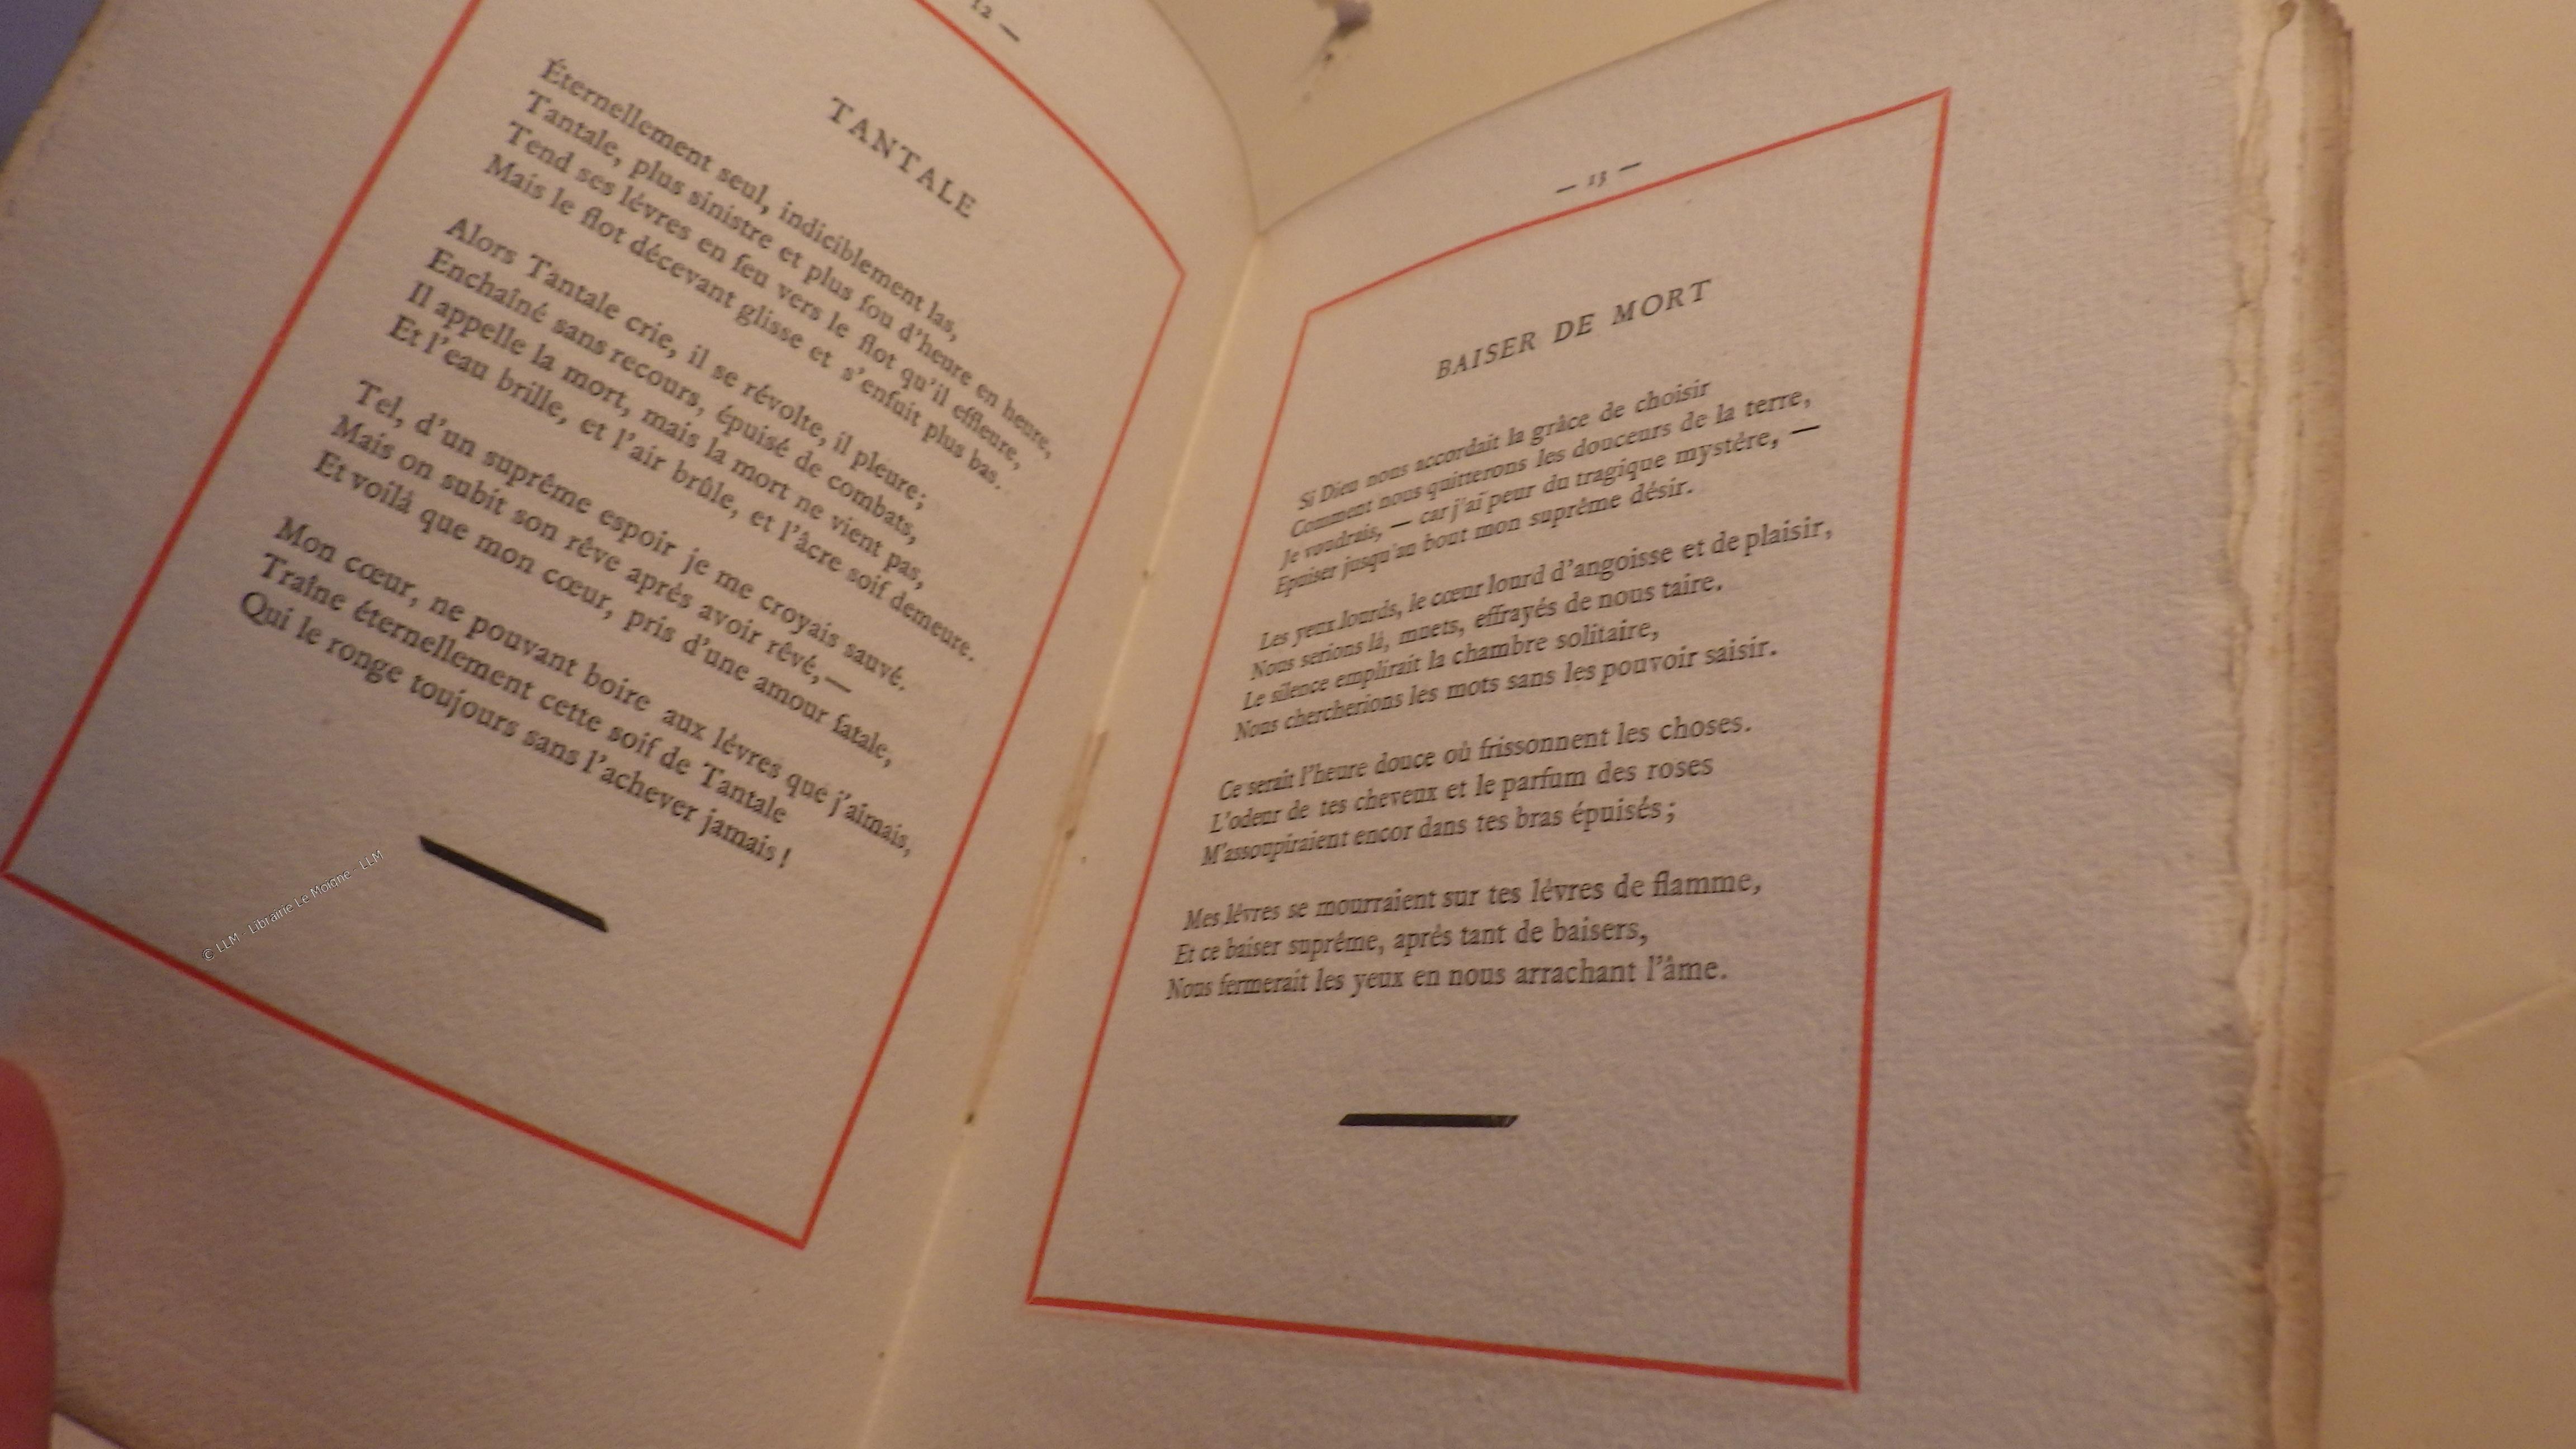 12 —
TANTALE
Éternellement seul, indiciblement las,
Tantale, plus sinistre et plus fou d'heure en heure,
Tend ses lèvres en feu vers le flot qu'il effleure,
Mais le flot décevant glisse et s'enfuit plus bas.
Alors Tantale crie, il se révolte, il pleure;
Enchaîné sans recours, épuisé de combats,
Il appelle la mort, mais la mort ne vient pas,
Et l'eau brille, et l'air brûle, et l'âcre soif demeure.
Tel, d'un suprême espoir je me croyais sauvé.
Mais on subit son rêve après avoir rêvé,—
Et voilà que mon cœur, pris d'une amour fatale,
Mon cœur, ne pouvant boire aux lèvres que j'aimais,
Traîne éternellement cette soif de Tantale
Qui le ronge toujours sans l'achever jamais !
© LLM - Librairie Le Moigne - LLM
— 13 —
BAISER DE MORT
Si Dieu nous accordait la grâce de choisir
Comment nous quitterons les douceurs de la terre,
Je voudrais, — car j'ai peur du tragique mystère, —
Epuiser jusqu'au bout mon suprême désir.
Les yeux lourds, le cœur lourd d'angoisse et de plaisir,
Nous serions là, muets, effrayés de nous taire.
Le silence emplirait la chambre solitaire,
Nous chercherions les mots sans les pouvoir saisir.
Ce serait l'heure douce où frissonnent les choses.
L'odeur de tes cheveux et le parfum des roses
M'assoupiraient encor dans tes bras épuisés ;
Mes lèvres se mourraient sur tes lèvres de flamme,
Et ce baiser suprême, après tant de baisers,
Nous fermerait les yeux en nous arrachant l'âme.